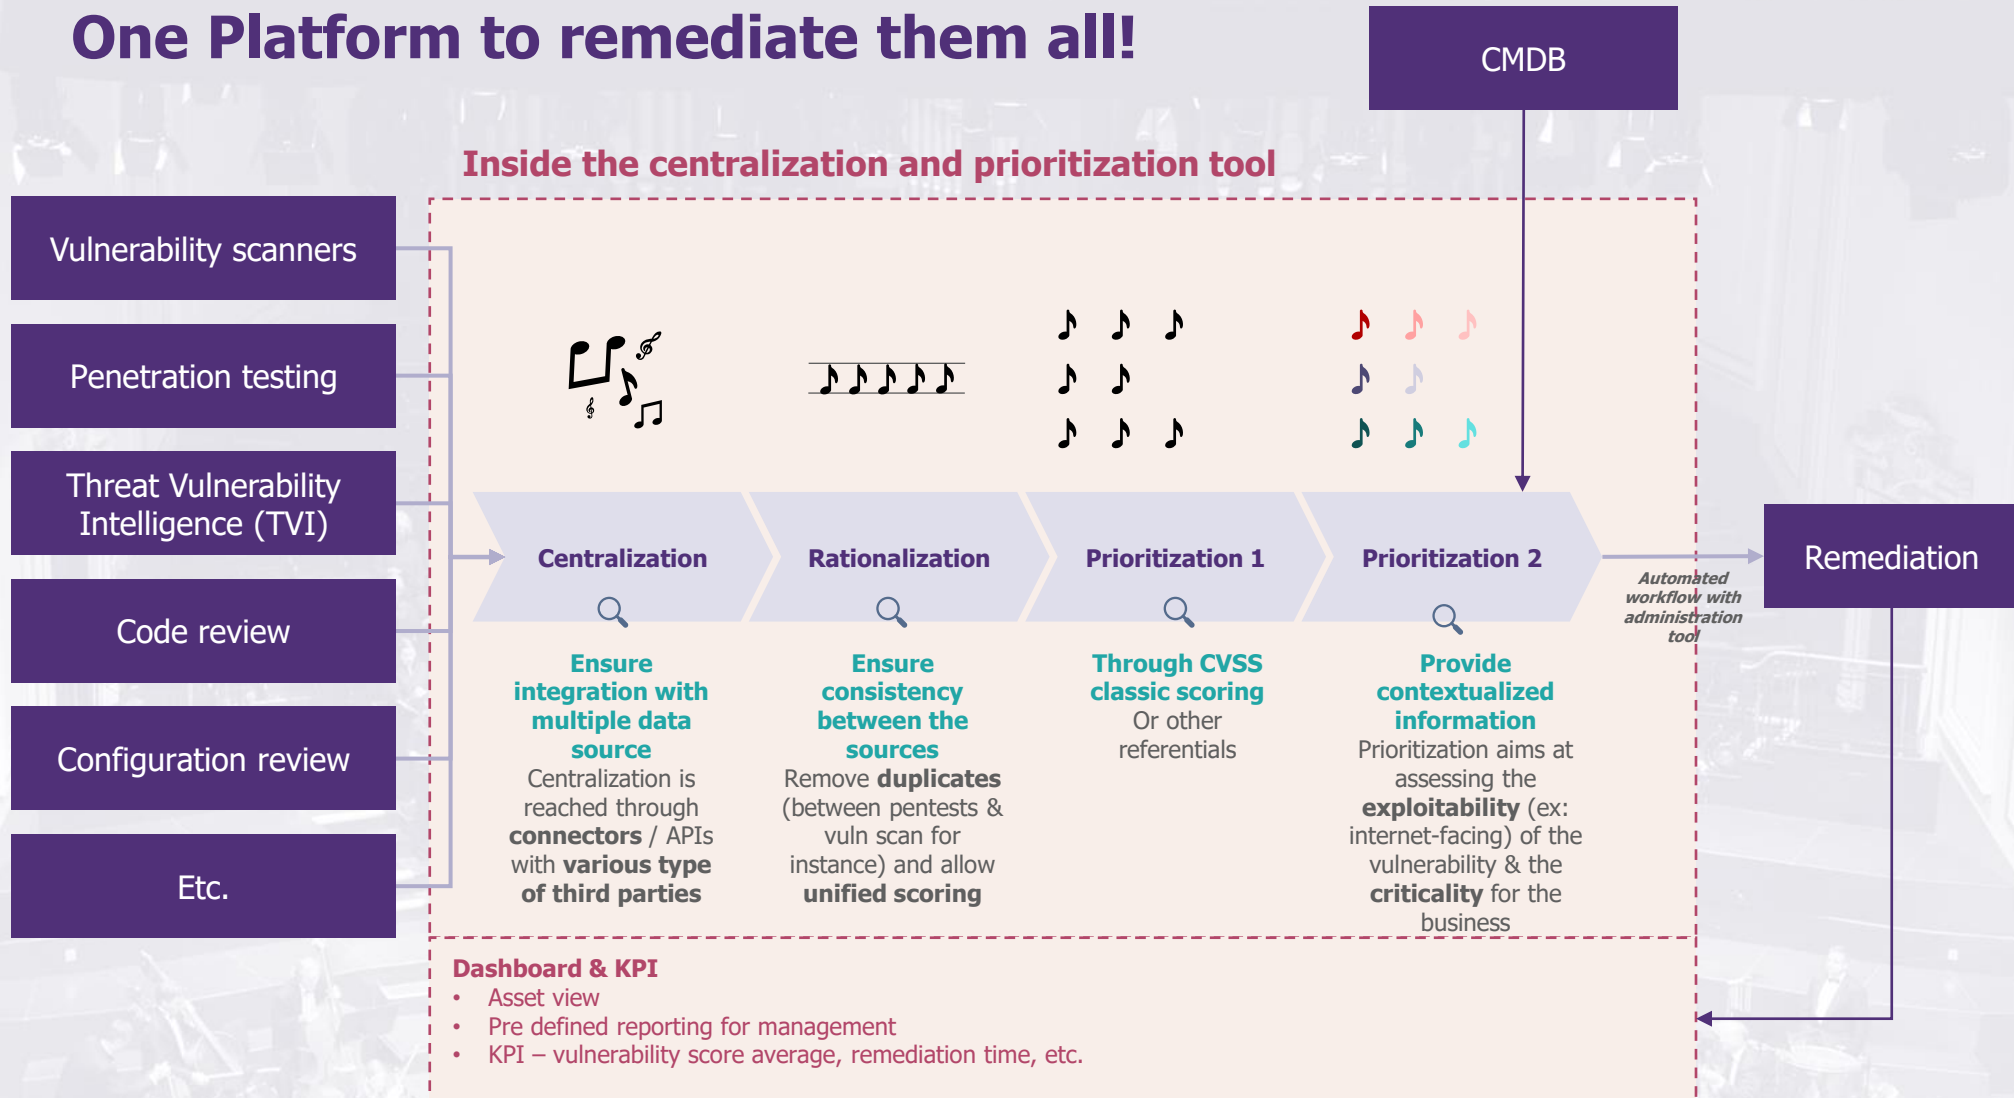 One Platform to remediate them all!
CMDB
Inside the centralization and prioritization tool
Vulnerability scanners
Penetration testing
Threat Vulnerability
Intelligence (TVI)
Code review
Configuration review
Etc.
Centralization
Rationalization
Prioritization 1
Prioritization 2
Automated
workflow with
administration
tool
Remediation
Ensure
integration with
multiple data
source
Centralization is
reached through
connectors / APIs
with various type
of third parties
Ensure
consistency
between the
sources
Remove duplicates
(between pentests &
vuln scan for
instance) and allow
unified scoring
Through CVSS
classic scoring
Or other
referentials
Provide
contextualized
information
Prioritization aims at
assessing the
exploitability (ex:
internet-facing) of the
vulnerability & the
criticality for the
business
Dashboard & KPI
• Asset view
• Pre defined reporting for management
• KPI – vulnerability score average, remediation time, etc.